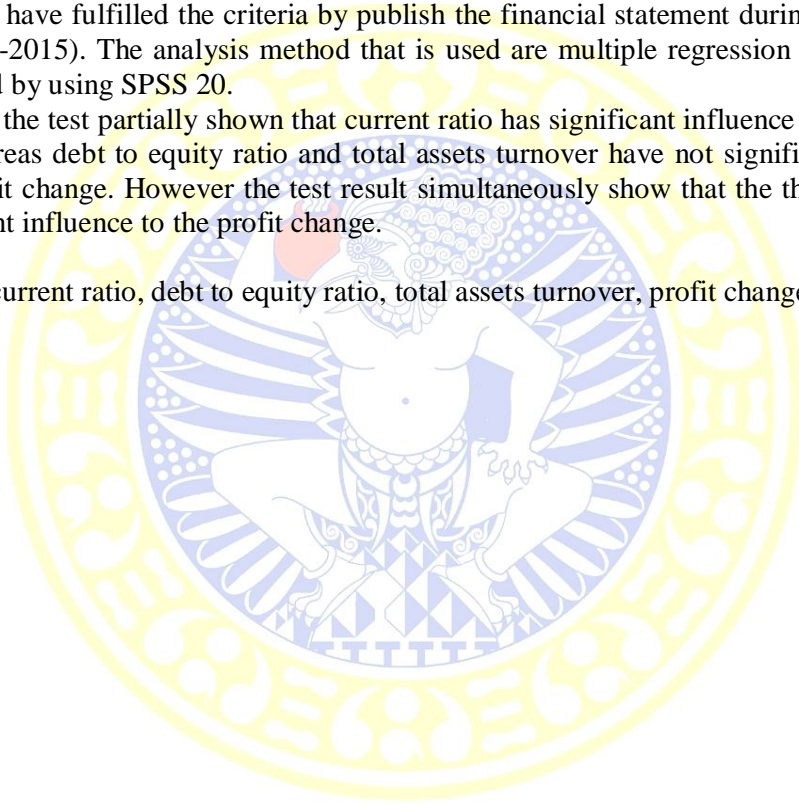 have fulfilled the criteria by publish the financial statement durin
-2015). The analysis method that is used are multiple regression
by using SPSS 20.
the test partially shown that current ratio has significant influence
reas debt to equity ratio and total assets turnover have not signifi
it change. However the test result simultaneously show that the th
nt influence to the profit change.
current ratio, debt to equity ratio, total assets turnover, profit change